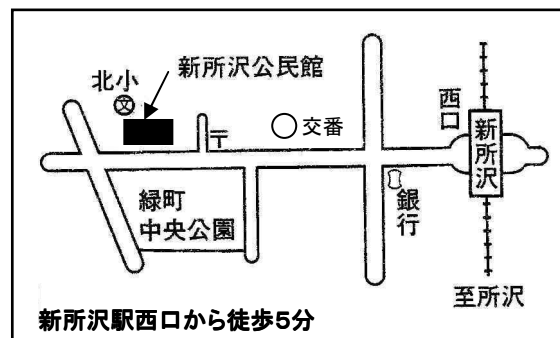 新所沢公民館
北小
文
〒
交番
西口
新所沢
銀行
緑町
中央公園
至所沢
新所沢駅西口から徒歩5分